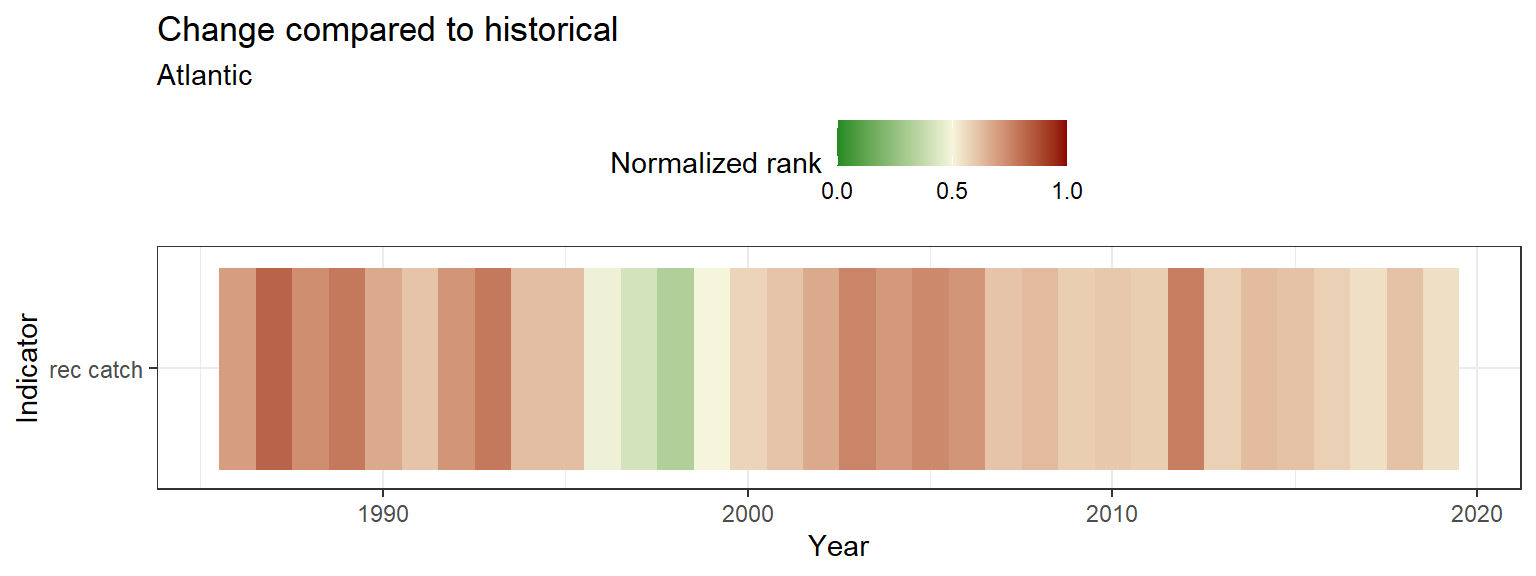 Change compared to historical
Atlantic
Normalized rank
0.0 0.5 1.0
Indicator
rec catch
1990 2000 2010 2020
Year